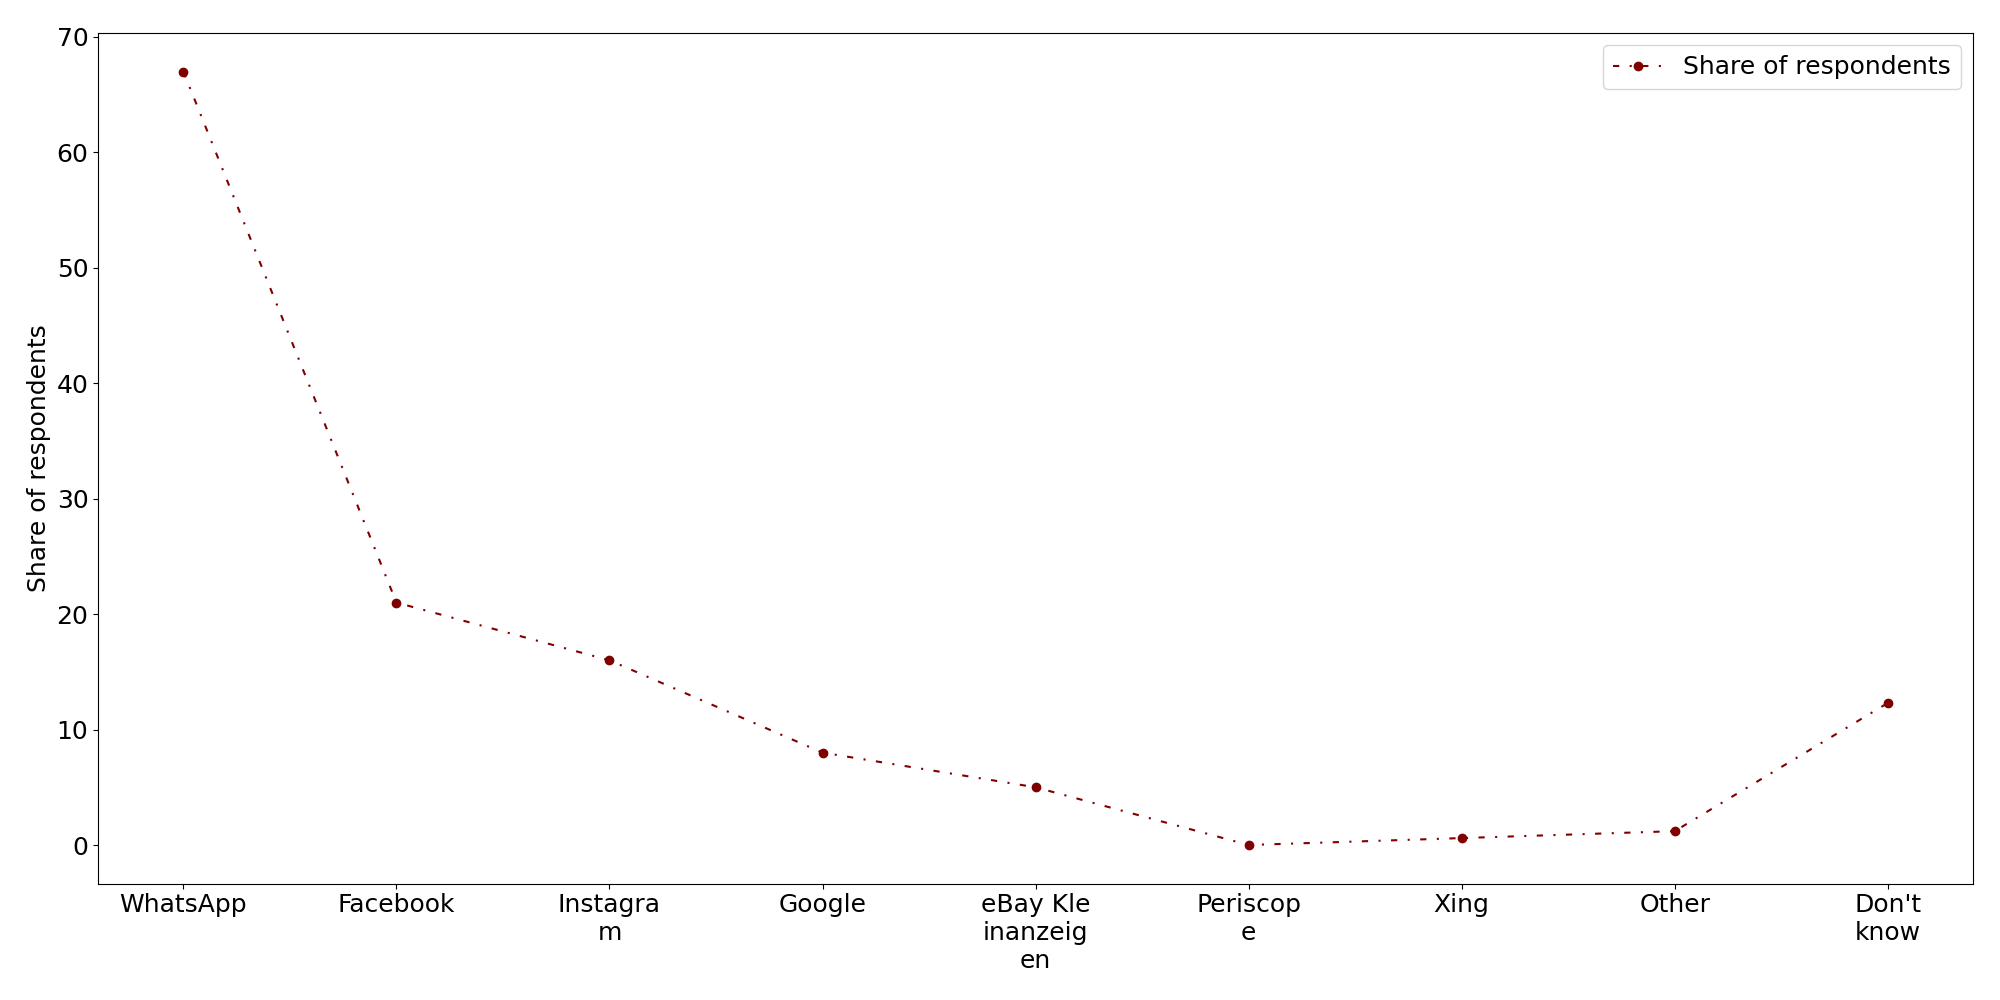 70
60
50
40
30
20
10
0
Share of respondents
Share of respondents
WhatsApp
Facebook
Instagra
m
Google
eBay Kle
inanzeig
en
Periscop
e
Xing
Other
Don't
know